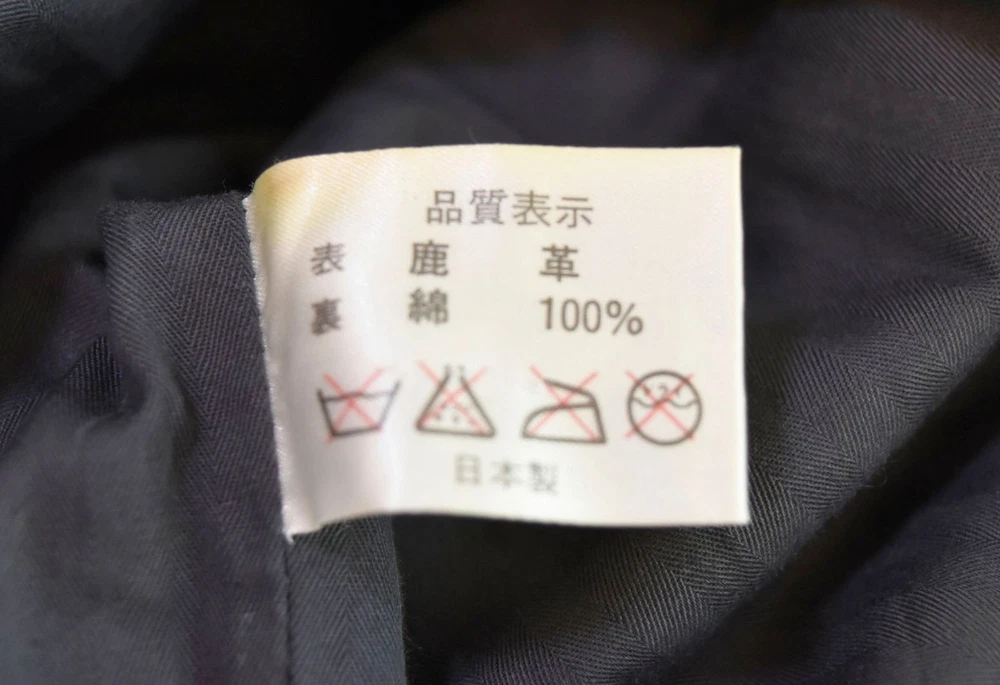 品質表示
表 鹿 革
裏 綿 100%
日本製